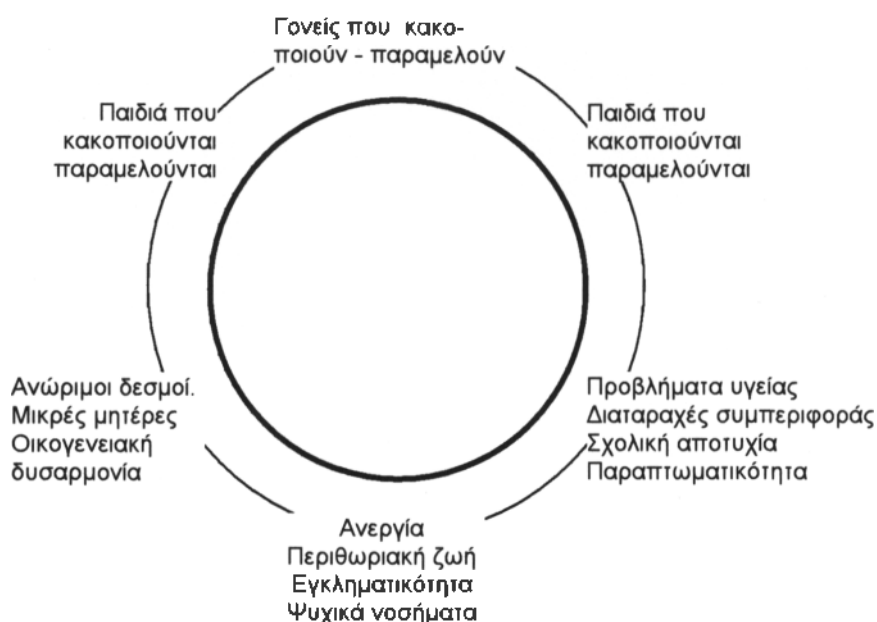 Γονείς που κακο-
ποιούν - παραμελούν
Παιδιά που
κακοποιούνται
παραμελούνται
Παιδιά που
κακοποιούνται
παραμελούνται
Ανώριμοι δεσμοί.
Μικρές μητέρες
Οικογενειακή
δυσαρμονία
Προβλήματα υγείας
Διαταραχές συμπεριφοράς
Σχολική αποτυχία
Παραπτωματικότητα
Ανεργία
Περιθωριακή ζωή
Εγκληματικότητα
Ψυχικά νοσήματα